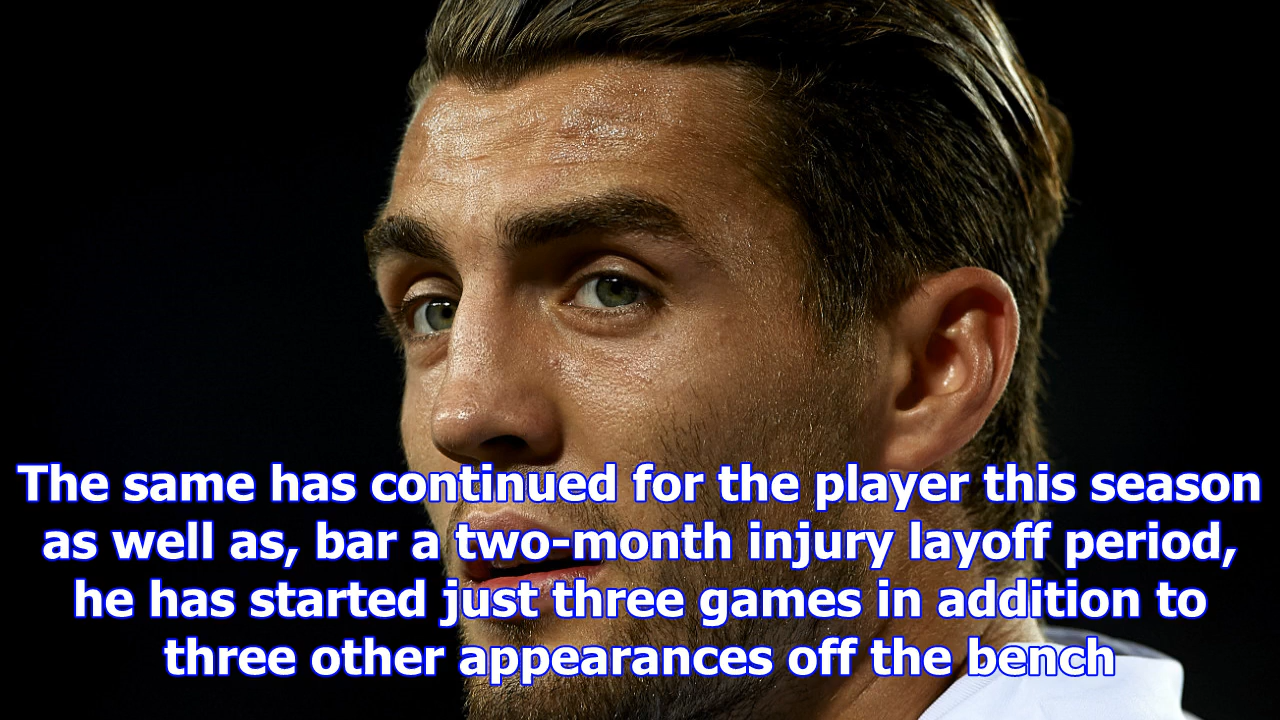 The same has continued for the player this season
as well as, bar a two-month injury layoff period,
he has started just three games in addition to
three other appearances off the bench